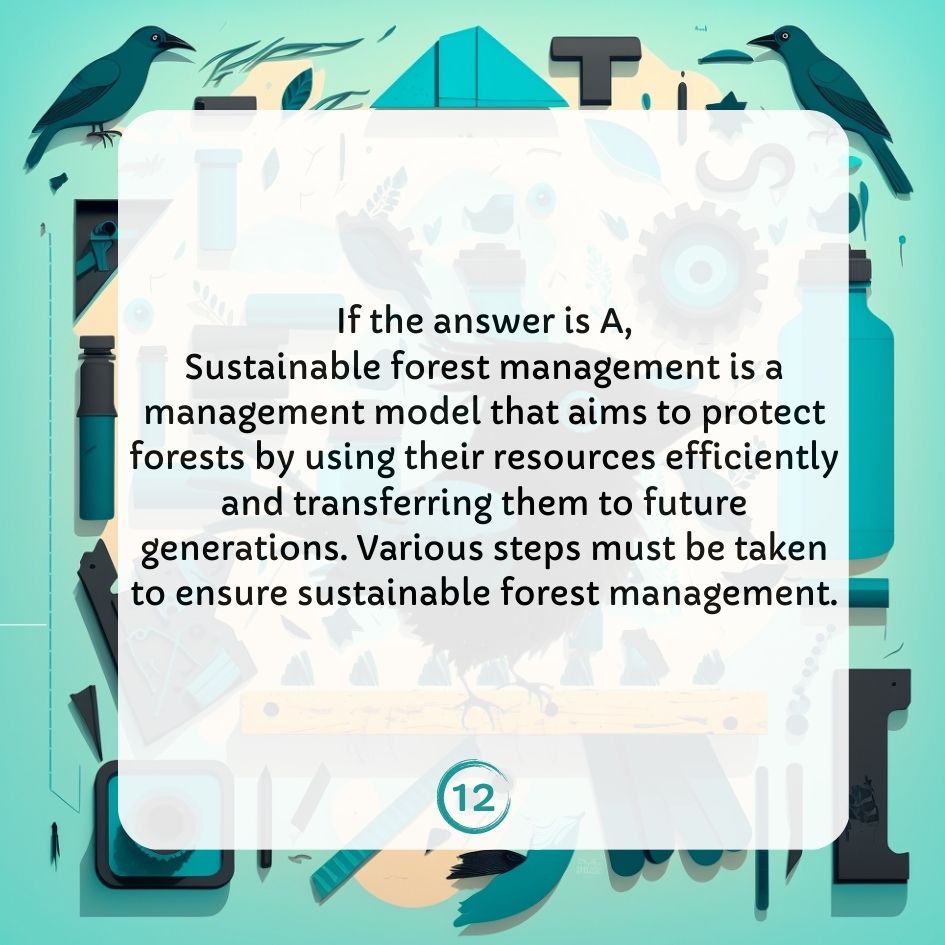 If the answer is A,
Sustainable forest management is a
management model that aims to protect
forests by using their resources efficiently
and transferring them to future
generations. Various steps must be taken
to ensure sustainable forest management.
12